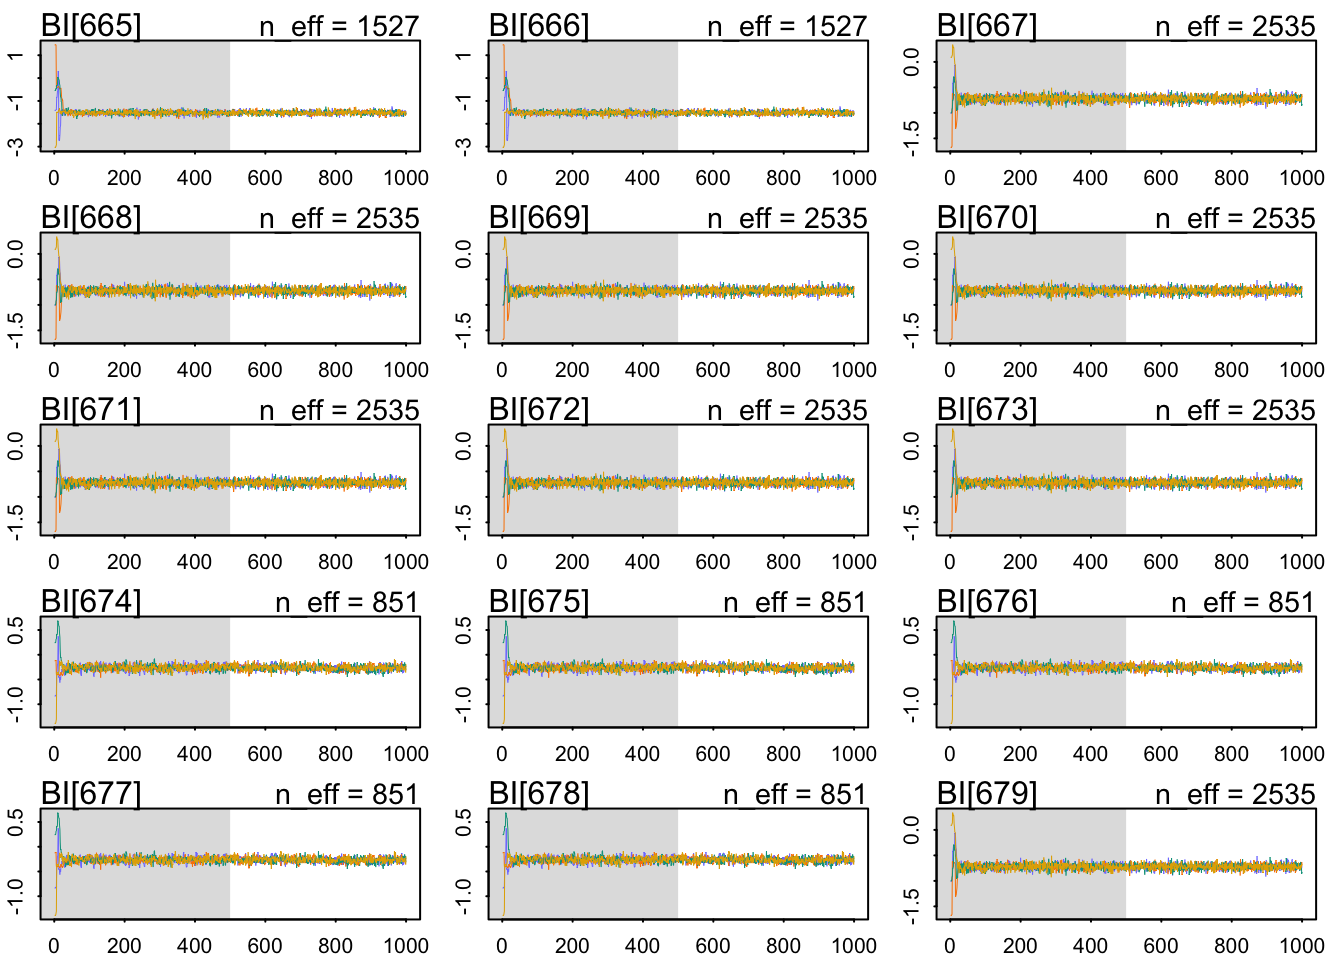 BI[665] n_eff = 1527 BI[666] n_eff = 1527 BI[667] n_eff = 2535
1 -1 -3 1 -1 -3 0.0 -1.5
0 200 400 600 800 1000 0 200 400 600 800 1000 0 200 400 600 800 1000
BI[668] n_eff = 2535 BI[669] n_eff = 2535 BI[670] n_eff = 2535
0.0 -1.5 0.0 -1.5 0.0 -1.5
0 200 400 600 800 1000 0 200 400 600 800 1000 0 200 400 600 800 1000
BI[671] n_eff = 2535 BI[672] n_eff = 2535 BI[673] n_eff = 2535
0.0 -1.5 0.0 -1.5 0.0 -1.5
0 200 400 600 800 1000 0 200 400 600 800 1000 0 200 400 600 800 1000
BI[674] n_eff = 851 BI[675] n_eff = 851 BI[676] n_eff = 851
0.5 -1.0 0.5 -1.0 0.5 -1.0
0 200 400 600 800 1000 0 200 400 600 800 1000 0 200 400 600 800 1000
BI[677] n_eff = 851 BI[678] n_eff = 851 BI[679] n_eff = 2535
0.5 -1.0 0.5 -1.0 0.0 -1.5
0 200 400 600 800 1000 0 200 400 600 800 1000 0 200 400 600 800 1000